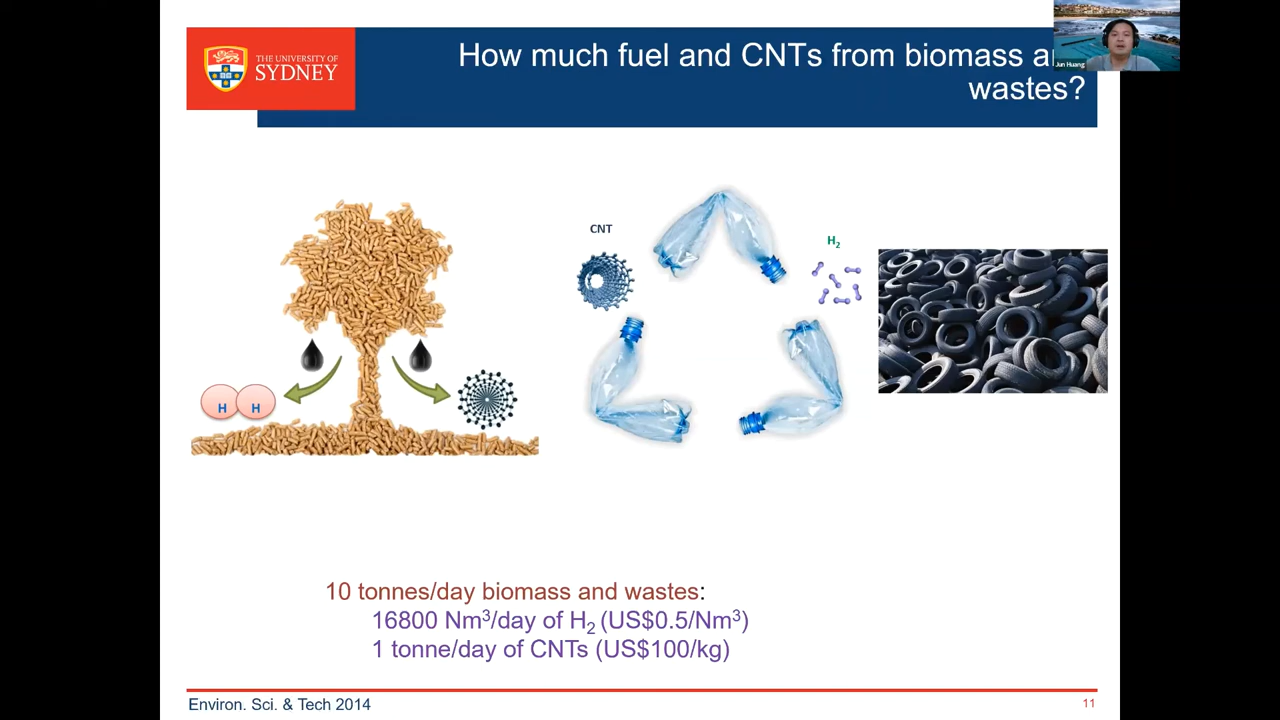 THE UNIVERSITY OF
SYDNEY
How much fuel and CNTs from biomass
wastes?
Jun Huang
CNT
H₂
H H
10 tonnes/day biomass and wastes:
16800 Nm³/day of H₂ (US$0.5/Nm³)
1 tonne/day of CNTs (US$100/kg)
Environ. Sci. & Tech 2014
11